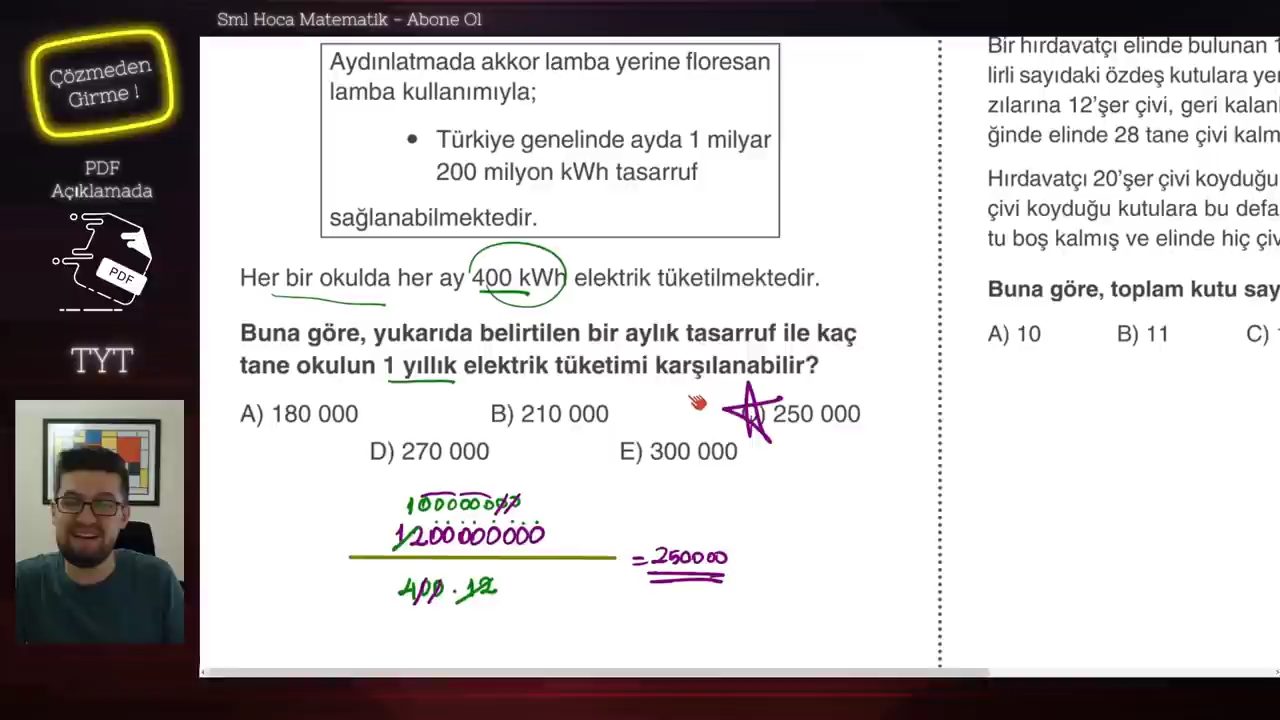 Sml Hoca Matematik - Abone Ol
Çözmeden
Girme !
PDF
Açıklamada
PDF
TYT
Aydınlatmada akkor lamba yerine floresan
lamba kullanımıyla;
• Türkiye genelinde ayda 1 milyar
200 milyon kWh tasarruf
sağlanabilmektedir.
Her bir okulda her ay 400 kWh elektrik tüketilmektedir.
Buna göre, yukarıda belirtilen bir aylık tasarruf ile kaç
tane okulun 1 yıllık elektrik tüketimi karşılanabilir?
A) 180 000 B) 210 000 250 000
D) 270 000 E) 300 000
100000000
1200000000
400 . 12
= 250000
Bir hırdavatçı elinde bulunan
lirli sayıdaki özdeş kutulara
zılarına 12'şer çivi, geri
ğinde elinde 28 tane çivi
Hırdavatçı 20'şer çivi koyduğu
çivi koyduğu kutulara bu defa
tu boş kalmış ve elinde hiç
Buna göre, toplam kutu
A) 10 B) 11 C)